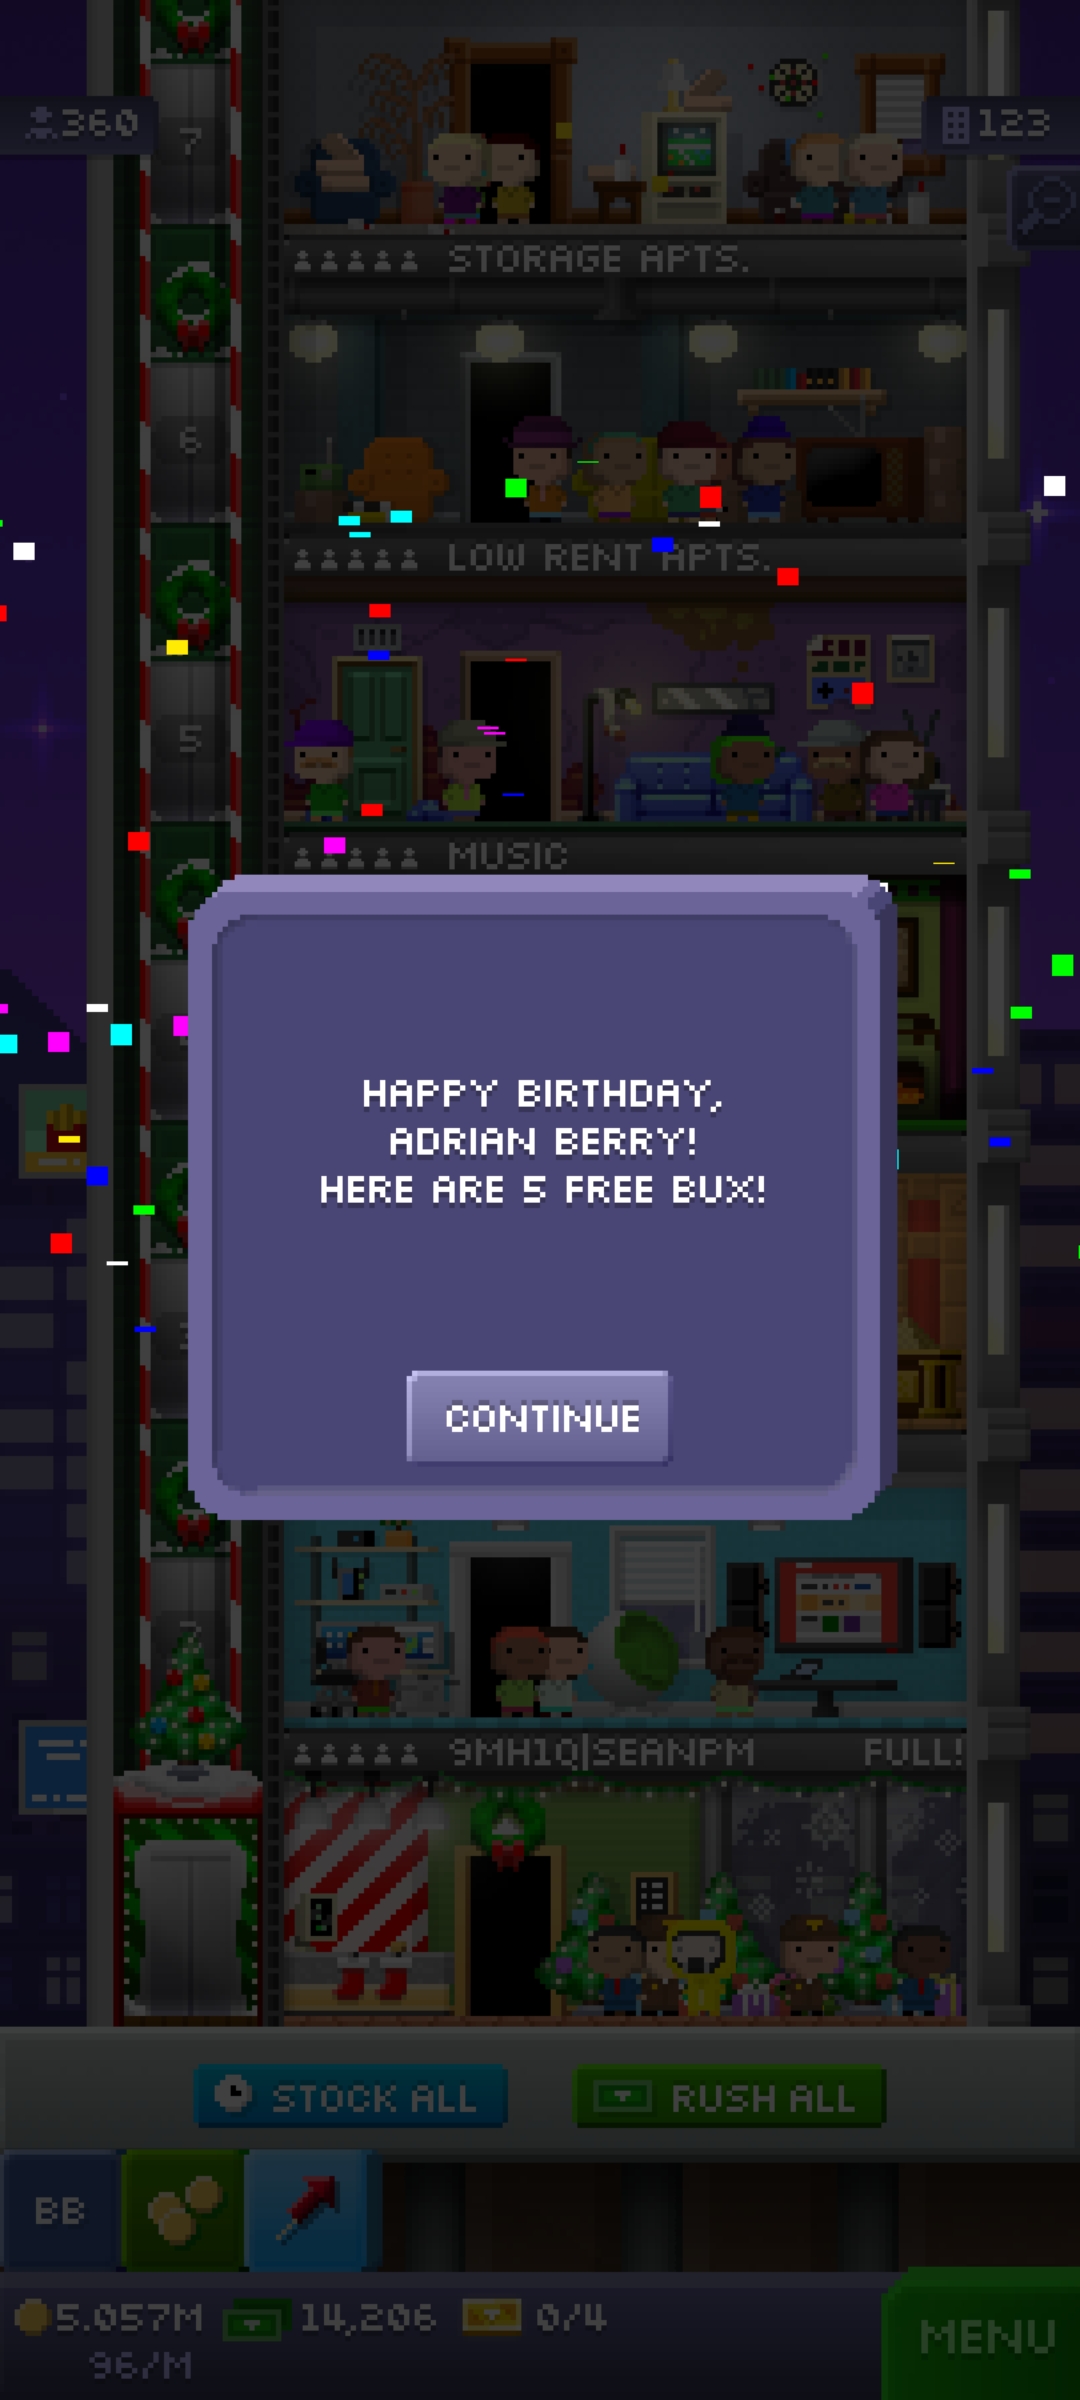 7
360
123
STORAGE APTS.
6
LOW RENT APTS.
5
MUSIC
HAPPY BIRTHDAY,
ADRIAN BERRY!
HERE ARE 5 FREE BUX!
CONTINUE
9MH1Q|SEANPM FULL!
STOCK ALL
RUSH ALL
BB
5.057M 14,206 0/4
96/M
MENU